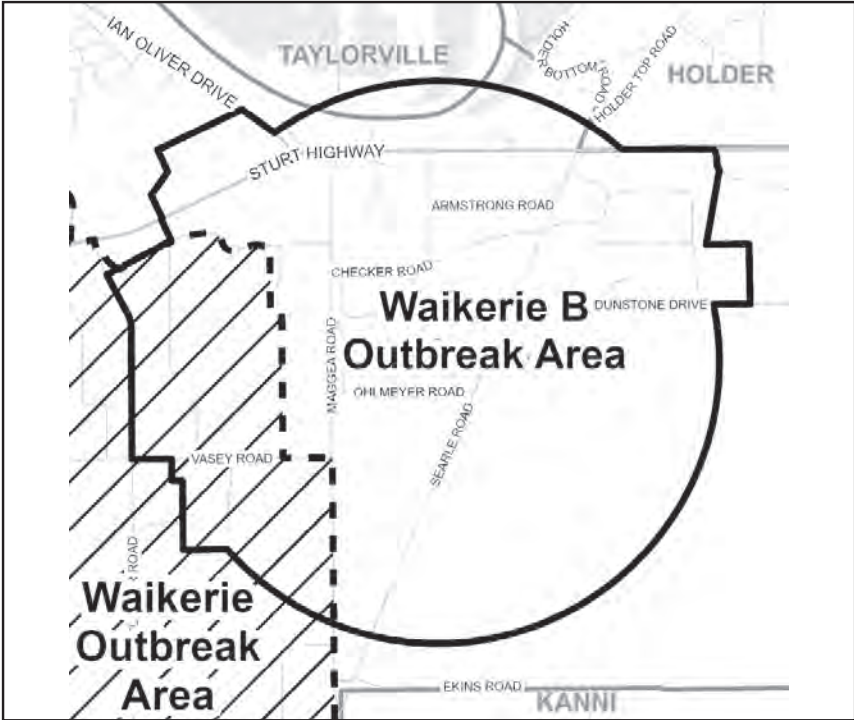 IAN OLIVER DRIVE
TAYLORVILLE
HOLDER
BOTTOM
ROAD
HOLDER TOP ROAD
HOLDER
STURT HIGHWAY
ARMSTRONG ROAD
CHECKER ROAD
Waikerie B
Outbreak Area
DUNSTONE DRIVE
MAGGEA ROAD
OHLMEYER ROAD
SEARLE ROAD
VASEY ROAD
ROAD
Waikerie
Outbreak
Area
EKINS ROAD
KANNI